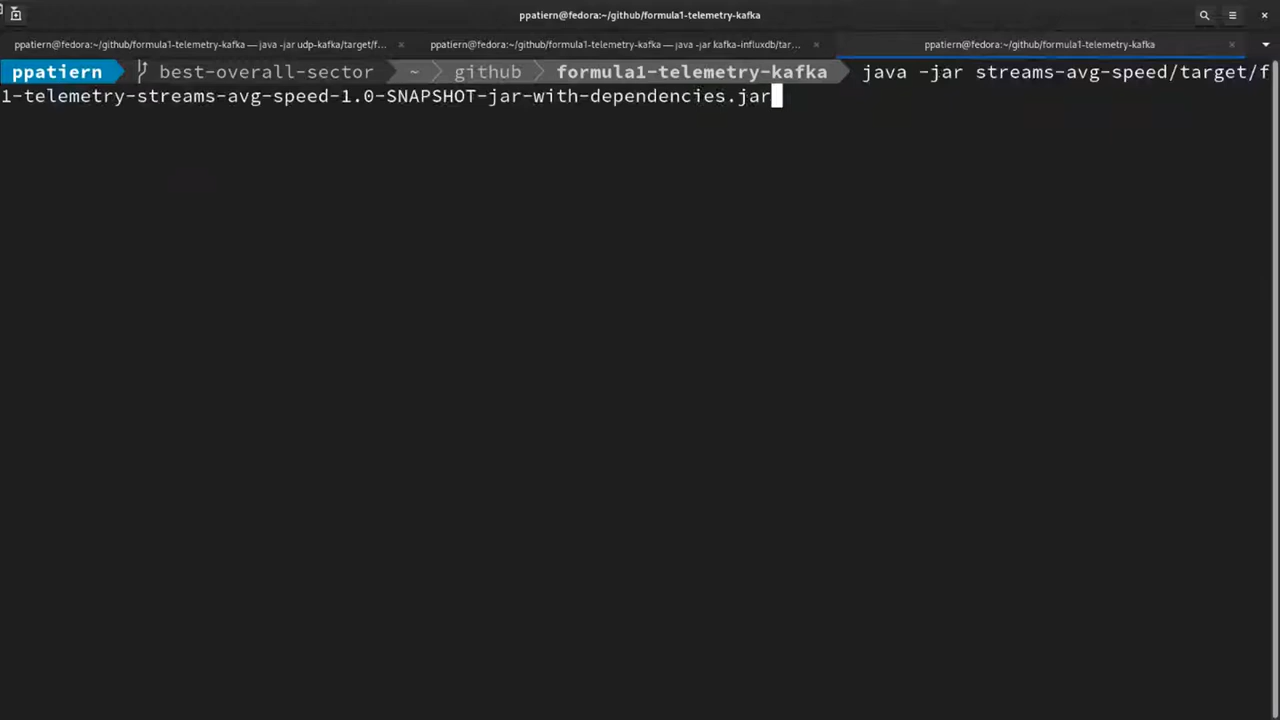 ppatiern@fedora:~/github/formula1-telemetry-kafka
ppatiern@fedora:~/github/formula1-telemetry-kafka — java -jar udp-kafka/target/f...
ppatiern@fedora:~/github/formula1-telemetry-kafka — java -jar kafka-influxdb/tar...
ppatiern@fedora:~/github/formula1-telemetry-kafka
ppatiern best-overall-sector ~ github formula1-telemetry-kafka java -jar streams-avg-speed/target/f
1-telemetry-streams-avg-speed-1.0-SNAPSHOT-jar-with-dependencies.jar